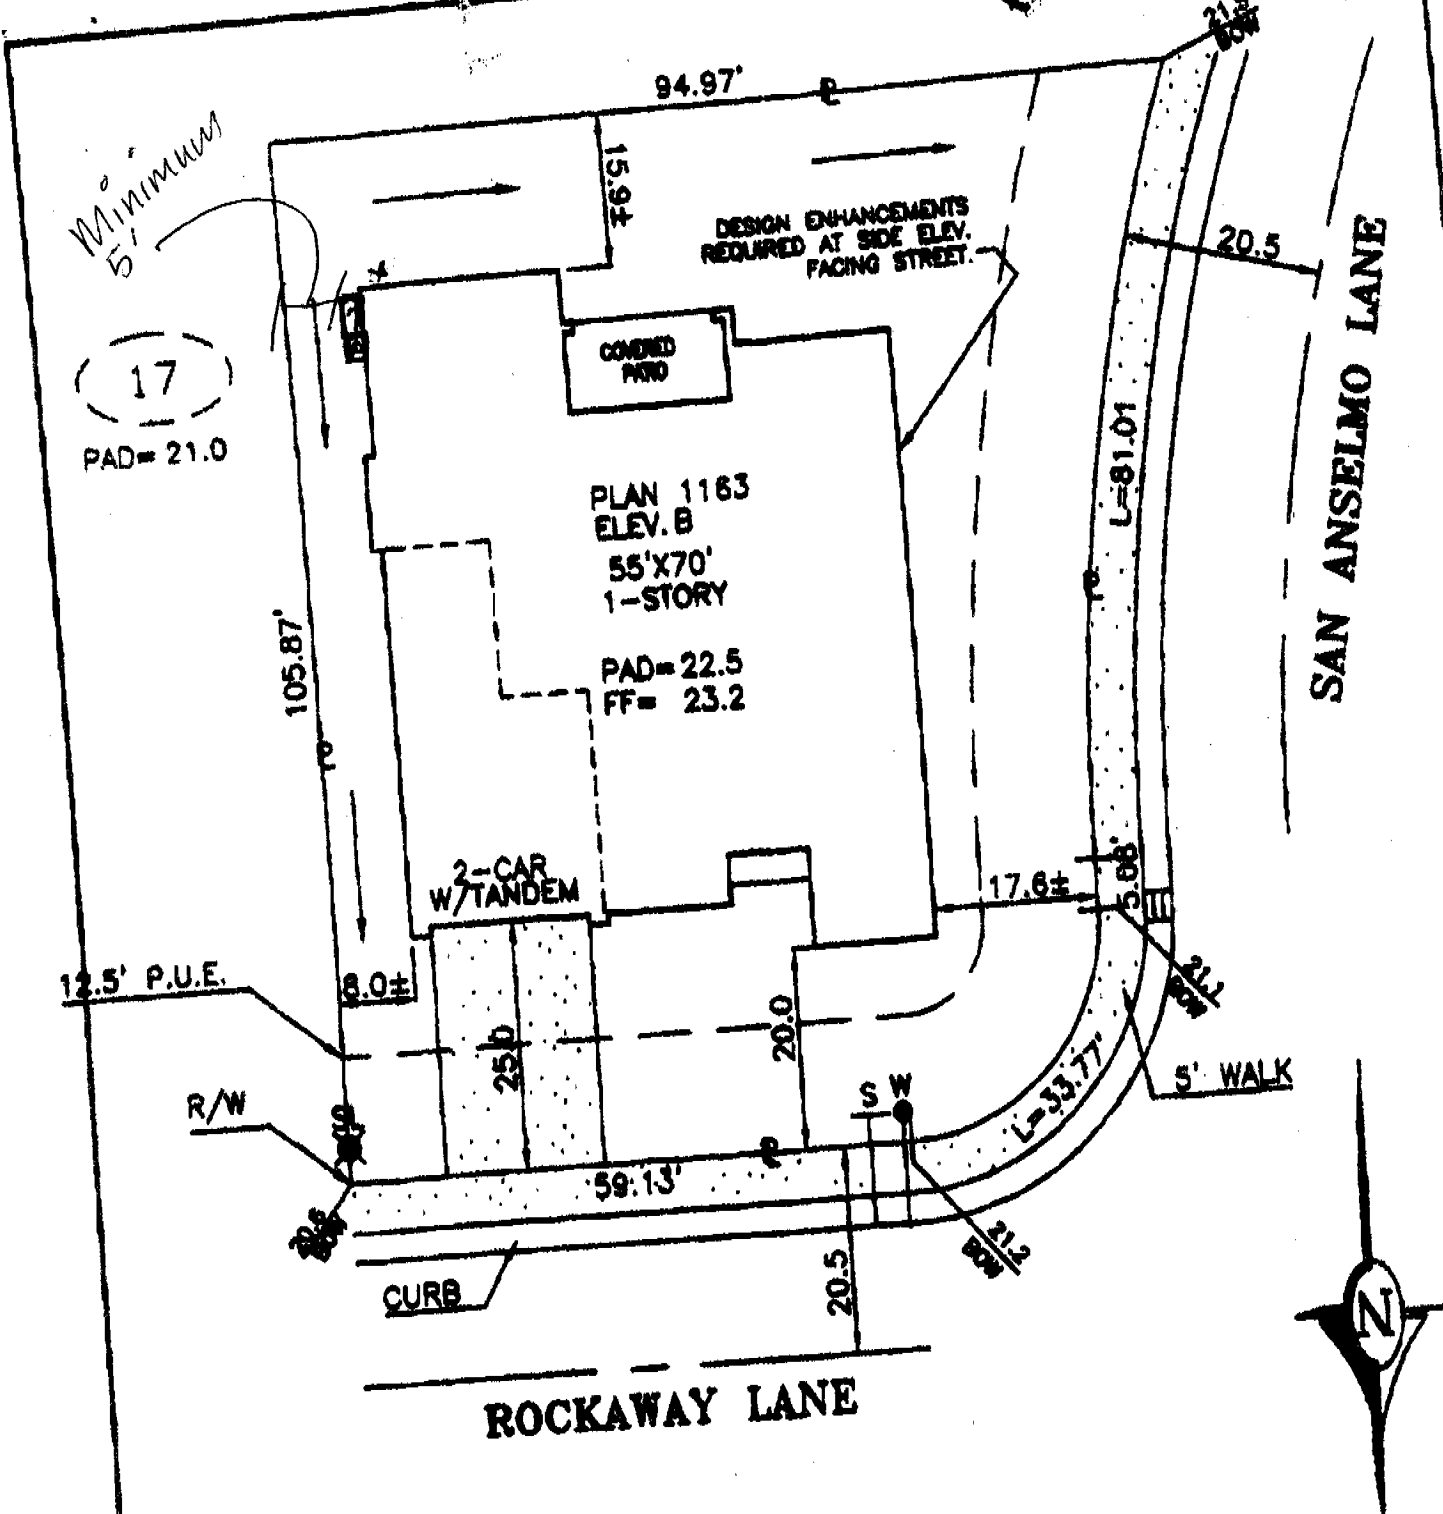 94.97'
Minimum
5'
15.9±
DESIGN ENHANCEMENTS
REQUIRED AT SIDE ELEV.
FACING STREET.
20.5
SAN ANSELMO LANE
COVERED
PATIO
17
PAD= 21.0
L=81.01
PLAN 1163
ELEV. B
55'X70'
1-STORY
PAD= 22.5
FF= 23.2
105.87'
2-CAR
W/TANDEM
17.6±
5.68'
12.5' P.U.E.
25.0
20.0
21.1
BOW
5' WALK
R/W
S W
L=33.77'
59.13'
21.2
BOW
CURB
20.5
N
ROCKAWAY LANE